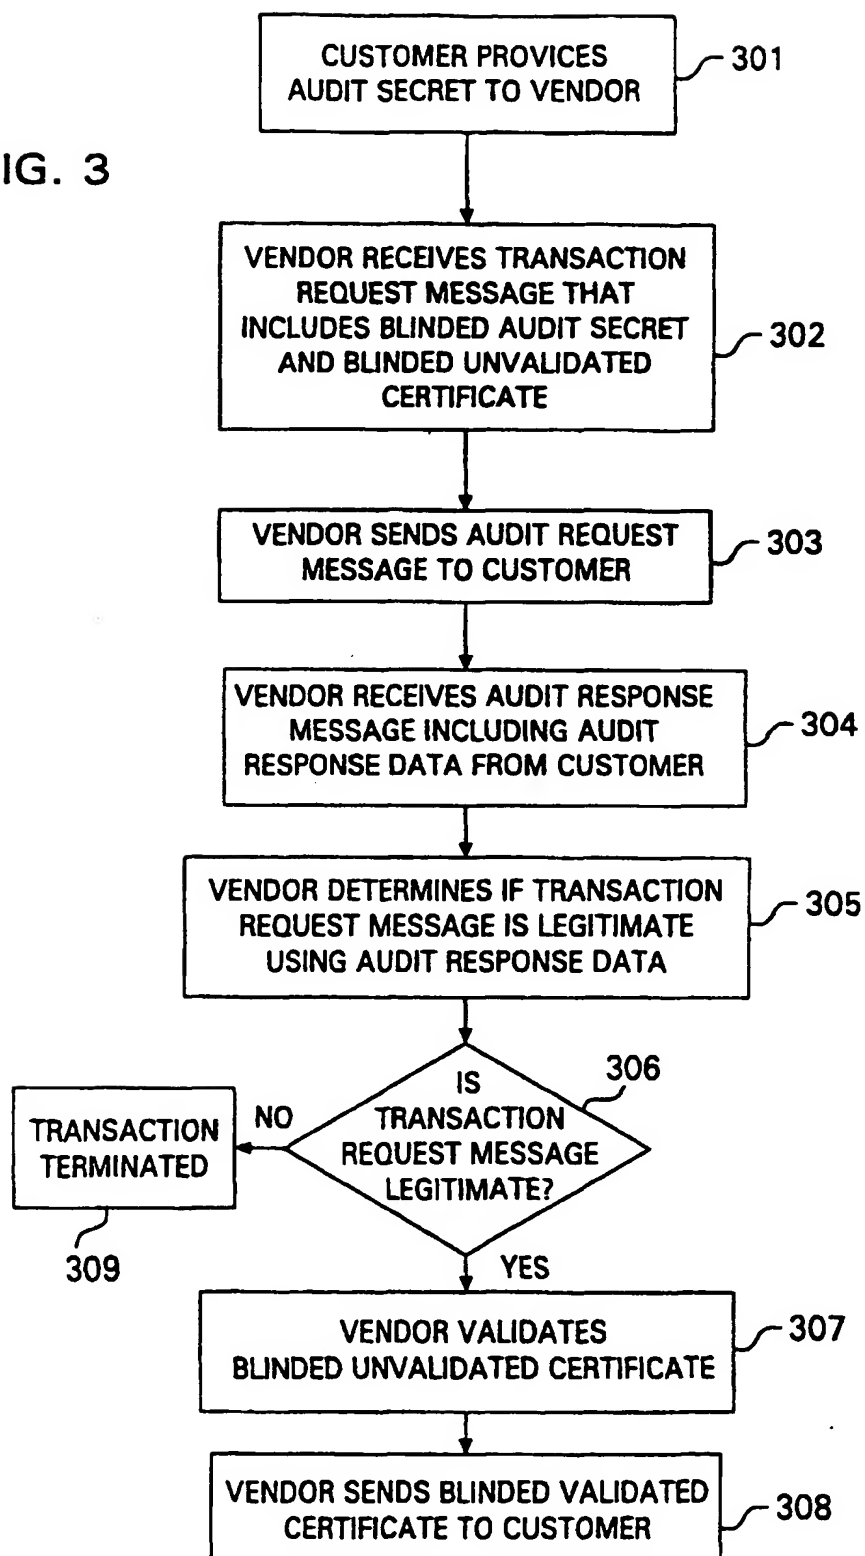 CUSTOMER PROVICES
AUDIT SECRET TO VENDOR
301
IG. 3
VENDOR RECEIVES TRANSACTION
REQUEST MESSAGE THAT
INCLUDES BLINDED AUDIT SECRET
AND BLINDED UNVALIDATED
CERTIFICATE
302
VENDOR SENDS AUDIT REQUEST
MESSAGE TO CUSTOMER
303
VENDOR RECEIVES AUDIT RESPONSE
MESSAGE INCLUDING AUDIT
RESPONSE DATA FROM CUSTOMER
304
VENDOR DETERMINES IF TRANSACTION
REQUEST MESSAGE IS LEGITIMATE
USING AUDIT RESPONSE DATA
305
IS
TRANSACTION
REQUEST MESSAGE
LEGITIMATE?
306
NO
TRANSACTION
TERMINATED
309
YES
VENDOR VALIDATES
BLINDED UNVALIDATED CERTIFICATE
307
VENDOR SENDS BLINDED VALIDATED
CERTIFICATE TO CUSTOMER
308